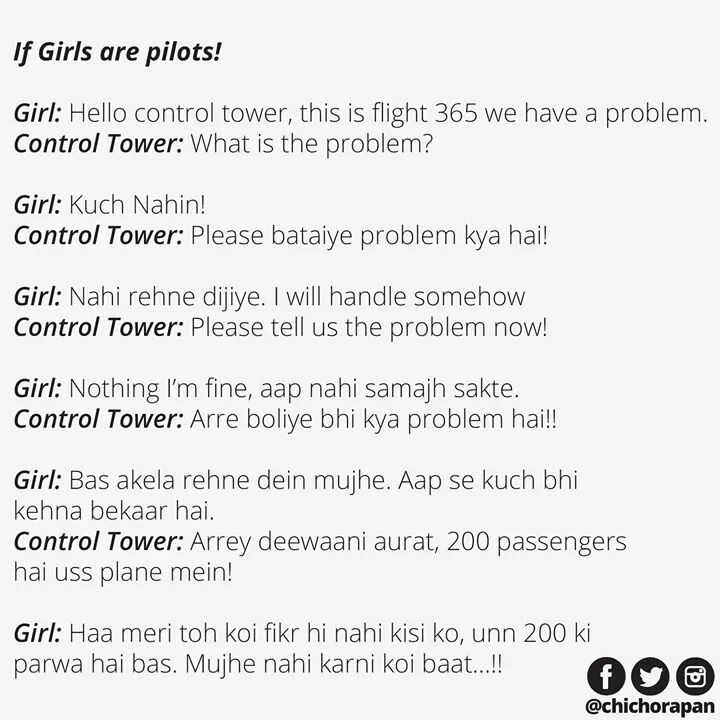 If Girls are pilots!
Girl: Hello control tower, this is flight 365 we have a problem.
Control Tower: What is the problem?
Girl: Kuch Nahin!
Control Tower: Please bataiye problem kya hai!
Girl: Nahi rehne dijiye. I will handle somehow
Control Tower: Please tell us the problem now!
Girl: Nothing I'm fine, aap nahi samajh sakte.
Control Tower: Arre boliye bhi kya problem hai!!
Girl: Bas akela rehne dein mujhe. Aap se kuch bhi
kehna bekaar hai.
Control Tower: Arrey deewaani aurat, 200 passengers
hai uss plane mein!
Girl: Haa meri toh koi fikr hi nahi kisi ko, unn 200 ki
parwa hai bas. Mujhe nahi karni koi baat...!!
@chichorapan